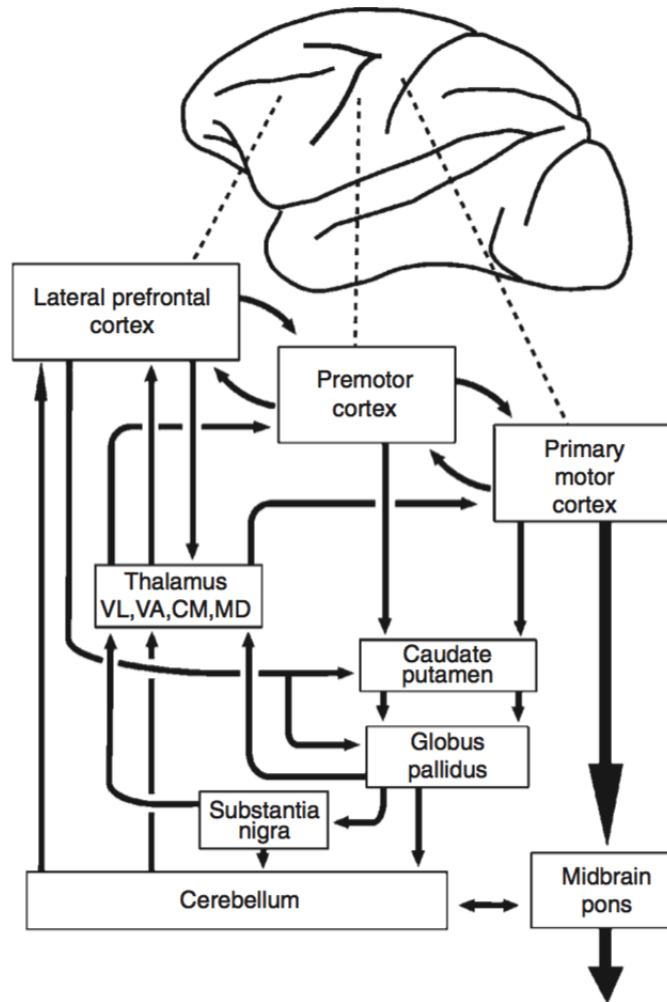 Lateral prefrontal
cortex
Premotor
cortex
Primary
motor
cortex
Thalamus
VL,VA,CM,MD
Caudate
putamen
Globus
pallidus
Substantia
nigra
Cerebellum
Midbrain
pons